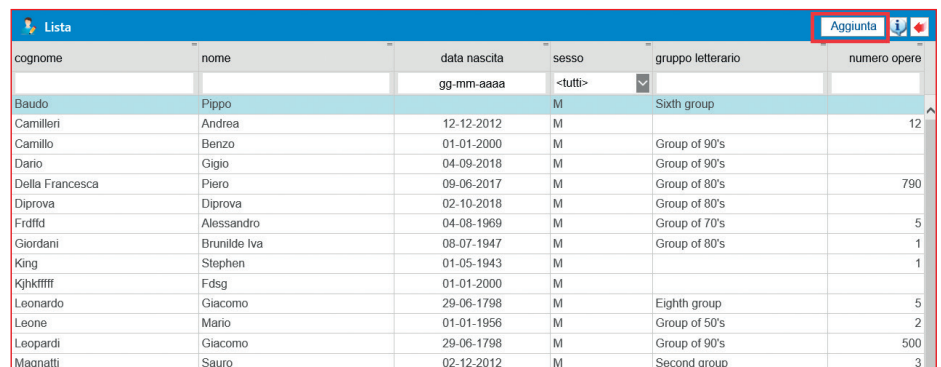 Lista Aggiunta
cognome nome data nascita sesso gruppo letterario numero opere
gg-mm-aaaa <tutti>
Baudo Pippo M Sixth group
Camilleri Andrea 12-12-2012 M 12
Camillo Benzo 01-01-2000 M Group of 90's
Dario Gigio 04-09-2018 M Group of 90's
Della Francesca Piero 09-06-2017 M Group of 80's 790
Diprova Diprova 02-10-2018 M Group of 80's
Frdffd Alessandro 04-08-1969 M Group of 70's 5
Giordani Brunilde Iva 08-07-1947 M Group of 80's 1
King Stephen 01-05-1943 M 1
Kjhkfffff Fdsg 01-01-2000 M
Leonardo Giacomo 29-06-1798 M Eighth group 5
Leone Mario 01-01-1956 M Group of 50's 2
Leopardi Giacomo 29-06-1798 M Group of 90's 500
Magnatti Sauro 02-12-2012 M Second group 3